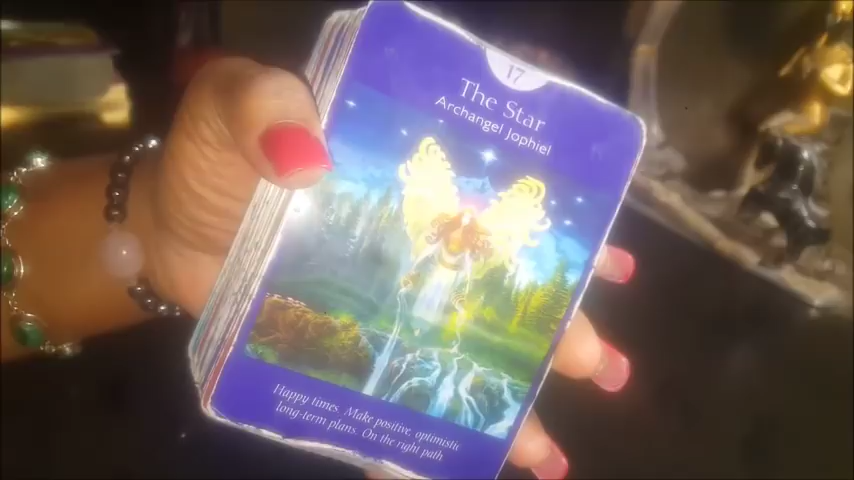 17
The Star
Archangel Jophiel
Happy times. Make positive, optimistic
long-term plans. On the right path